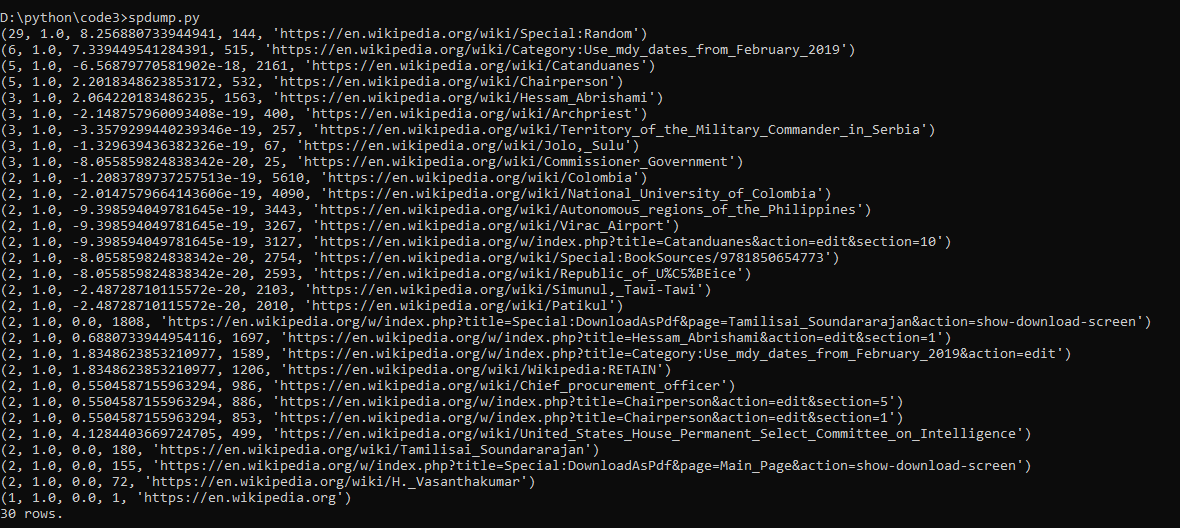 D:\python\code3>spdump.py
(29, 1.0, 8.256880733944941, 144, 'https://en.wikipedia.org/wiki/Special:Random')
(6, 1.0, 7.339449541284391, 515, 'https://en.wikipedia.org/wiki/Category:Use_mdy_dates_from_February_2019')
(5, 1.0, -6.56879770581902e-18, 2161, 'https://en.wikipedia.org/wiki/Catanduanes')
(5, 1.0, 2.2018348623853172, 532, 'https://en.wikipedia.org/wiki/Chairperson')
(3, 1.0, 2.064220183486235, 1563, 'https://en.wikipedia.org/wiki/Hessam_Abrishami')
(3, 1.0, -2.148757960093408e-19, 400, 'https://en.wikipedia.org/wiki/Archpriest')
(3, 1.0, -3.3579299440239346e-19, 257, 'https://en.wikipedia.org/wiki/Territory_of_the_Military_Commander_in_Serbia')
(3, 1.0, -1.329639436382326e-19, 67, 'https://en.wikipedia.org/wiki/Jolo,_Sulu')
(3, 1.0, -8.055859824838342e-20, 25, 'https://en.wikipedia.org/wiki/Commissioner_Government')
(2, 1.0, -1.2083789737257513e-19, 5610, 'https://en.wikipedia.org/wiki/Colombia')
(2, 1.0, -2.0147579664143606e-19, 4090, 'https://en.wikipedia.org/wiki/National_University_of_Colombia')
(2, 1.0, -9.398594049781645e-19, 3443, 'https://en.wikipedia.org/wiki/Autonomous_regions_of_the_Philippines')
(2, 1.0, -9.398594049781645e-19, 3267, 'https://en.wikipedia.org/wiki/Virac_Airport')
(2, 1.0, -9.398594049781645e-19, 3127, 'https://en.wikipedia.org/w/index.php?title=Catanduanes&action=edit&section=10')
(2, 1.0, -8.055859824838342e-20, 2754, 'https://en.wikipedia.org/wiki/Special:BookSources/9781850654773')
(2, 1.0, -8.055859824838342e-20, 2593, 'https://en.wikipedia.org/wiki/Republic_of_U%C5%BEice')
(2, 1.0, -2.48728710115572e-20, 2103, 'https://en.wikipedia.org/wiki/Simunul,_Tawi-Tawi')
(2, 1.0, -2.48728710115572e-20, 2010, 'https://en.wikipedia.org/wiki/Patikul')
(2, 1.0, 0.0, 1808, 'https://en.wikipedia.org/w/index.php?title=Special:DownloadAsPdf&page=Tamilisai_Soundararajan&action=show-download-screen')
(2, 1.0, 0.6880733944954116, 1697, 'https://en.wikipedia.org/w/index.php?title=Hessam_Abrishami&action=edit&section=1')
(2, 1.0, 1.8348623853210977, 1589, 'https://en.wikipedia.org/w/index.php?title=Category:Use_mdy_dates_from_February_2019&action=edit')
(2, 1.0, 1.8348623853210977, 1206, 'https://en.wikipedia.org/wiki/Wikipedia:RETAIN')
(2, 1.0, 0.5504587155963294, 986, 'https://en.wikipedia.org/wiki/Chief_procurement_officer')
(2, 1.0, 0.5504587155963294, 886, 'https://en.wikipedia.org/w/index.php?title=Chairperson&action=edit&section=5')
(2, 1.0, 0.5504587155963294, 853, 'https://en.wikipedia.org/w/index.php?title=Chairperson&action=edit&section=1')
(2, 1.0, 4.1284403669724705, 499, 'https://en.wikipedia.org/wiki/United_States_House_Permanent_Select_Committee_on_Intelligence')
(2, 1.0, 0.0, 180, 'https://en.wikipedia.org/wiki/Tamilisai_Soundararajan')
(2, 1.0, 0.0, 155, 'https://en.wikipedia.org/w/index.php?title=Special:DownloadAsPdf&page=Main_Page&action=show-download-screen')
(2, 1.0, 0.0, 72, 'https://en.wikipedia.org/wiki/H._Vasanthakumar')
(1, 1.0, 0.0, 1, 'https://en.wikipedia.org')
30 rows.